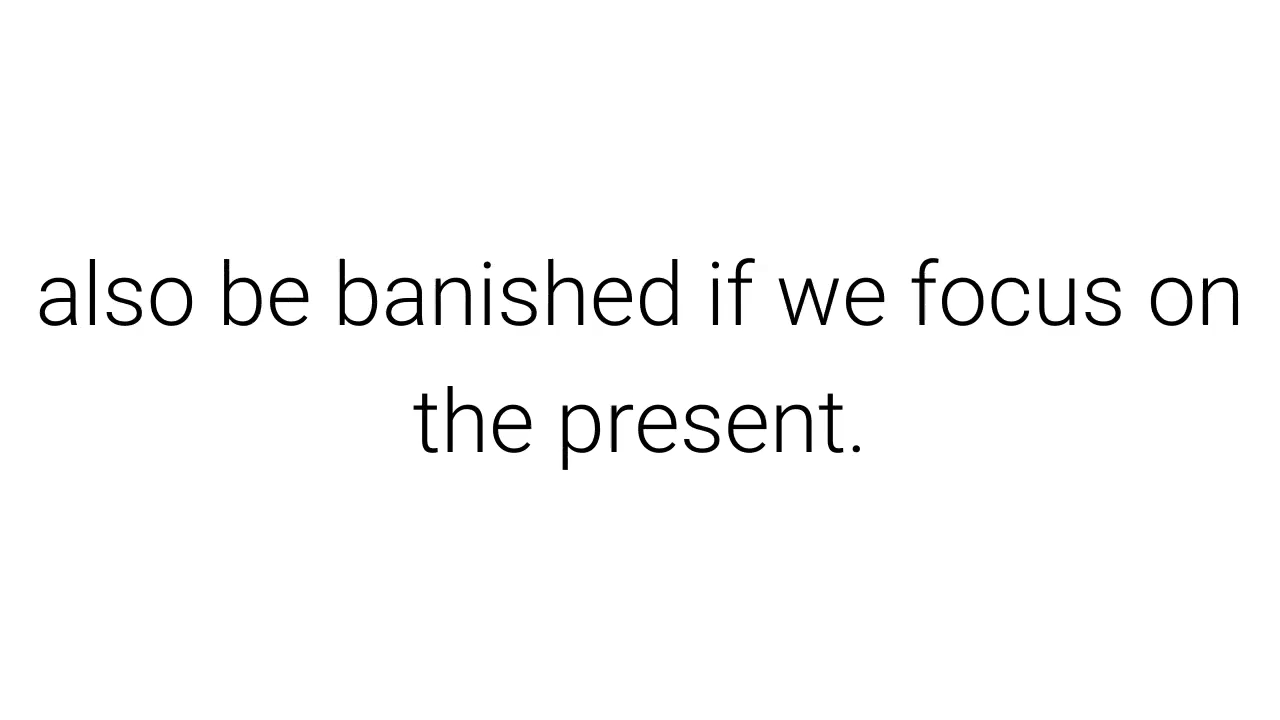 also be banished if we focus on
the present.